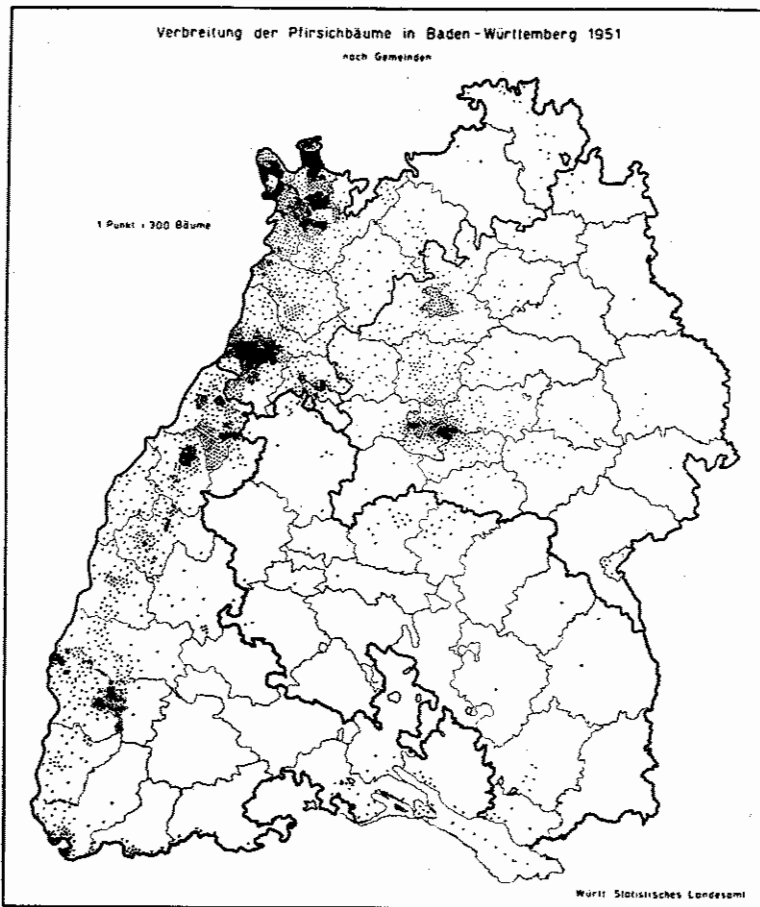 Verbreitung der Pfirsichbäume in Baden-Württemberg 1951
nach Gemeinden
1 Punkt = 300 Bäume
Württ Statistisches Landesamt